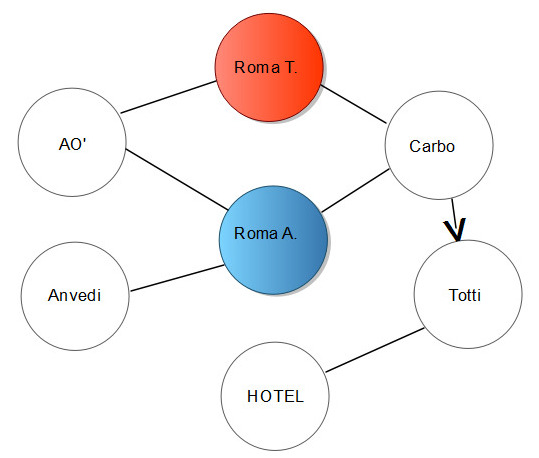 Roma T.
AO'
Carbo
Roma A.
Anvedi
Totti
HOTEL